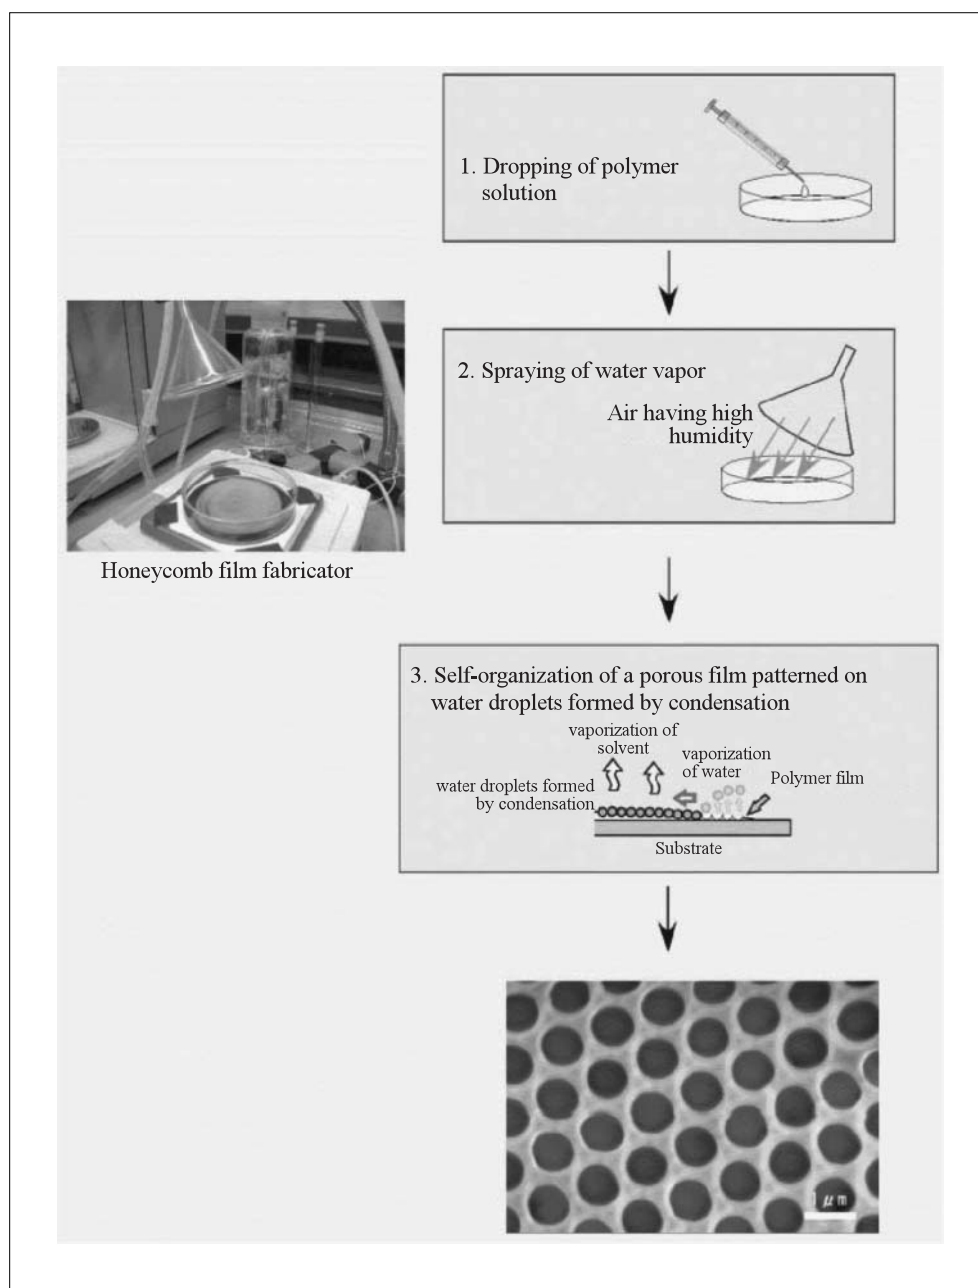 1. Dropping of polymer
solution
2. Spraying of water vapor
Air having high
humidity
Honeycomb film fabricator
3. Self-organization of a porous film patterned on
water droplets formed by condensation
vaporization of
solvent
vaporization
of water
Polymer film
water droplets formed
by condensation
Substrate
1 μm